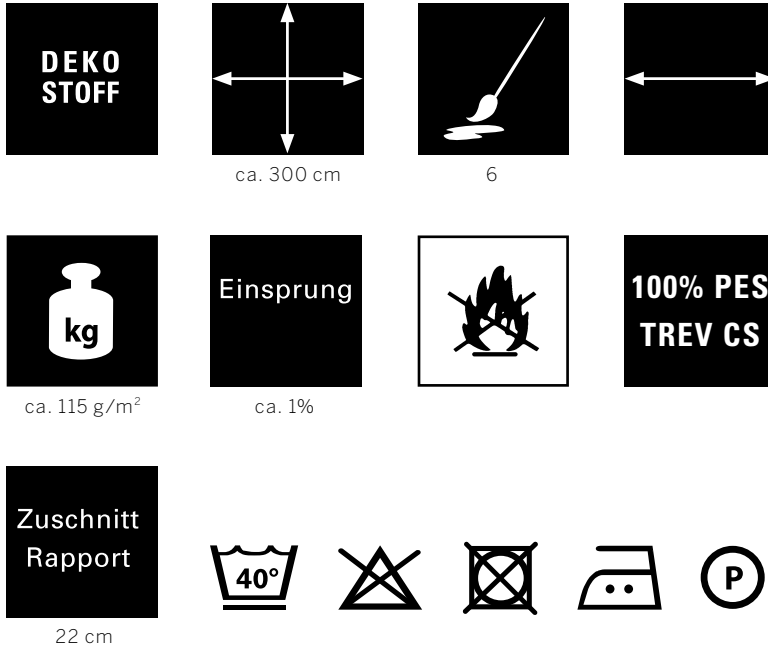 DEKO
STOFF
ca. 300 cm
6
kg
Einsprung
100% PES
TREV CS
ca. 115 g/m²
ca. 1%
Zuschnitt
Rapport
40°
P
22 cm